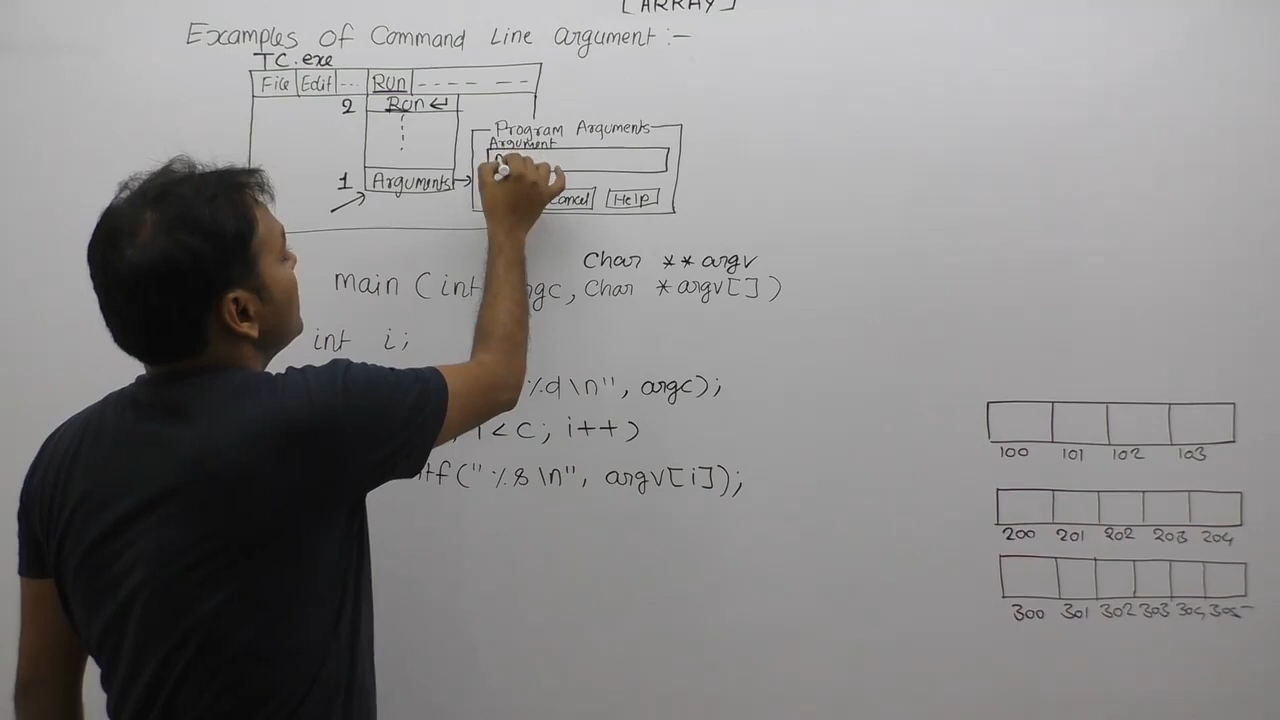 [ARRAY]
Examples of Command Line argument :-
TC.exe
File Edit ... Run - - - - - -
2 Run ↵
Program Arguments
Argument
1 Arguments →
Cancel Help
Char **argv
main ( int argc, char *argv[] )
int i;
%d\n", argc);
i<c; i++)
ntf("%s\n", argv[i]);
100 101 102 103
200 201 202 203 204
300 301 302 303 304 305